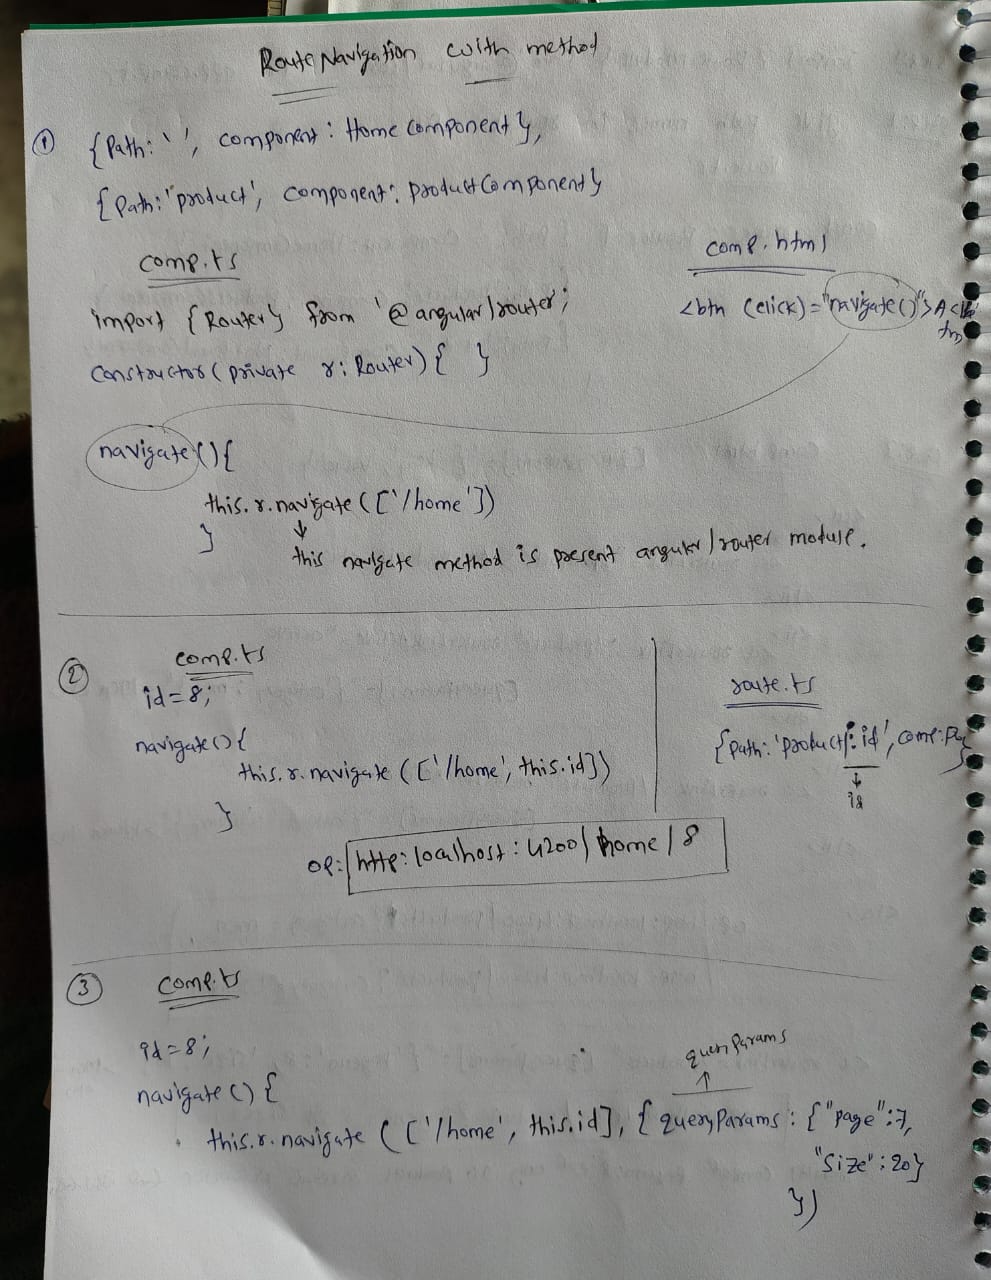 Route Navigation with method
① {Path: '', component: Home Component},
{Path: 'product', component: productComponent}
comp.ts
import {Router} from '@angular/router;
constructor(private r: Router) { }
comp.html
<btn (click)="navigate()">Ack
navigate() {
this.r.navigate(['/home'])
}
this navigate method is present angular/router module.
②
comp.ts
id=8;
navigate() {
this.r.navigate(['/home', this.id])
}
route.ts
{path: 'product/:id', comp:
op: http:localhost:4200/home/8
③ comp.ts
id=8;
navigate() {
queryParams
this.r.navigate(['/home', this.id], { queryParams: {"page":7,
"size":20}
})